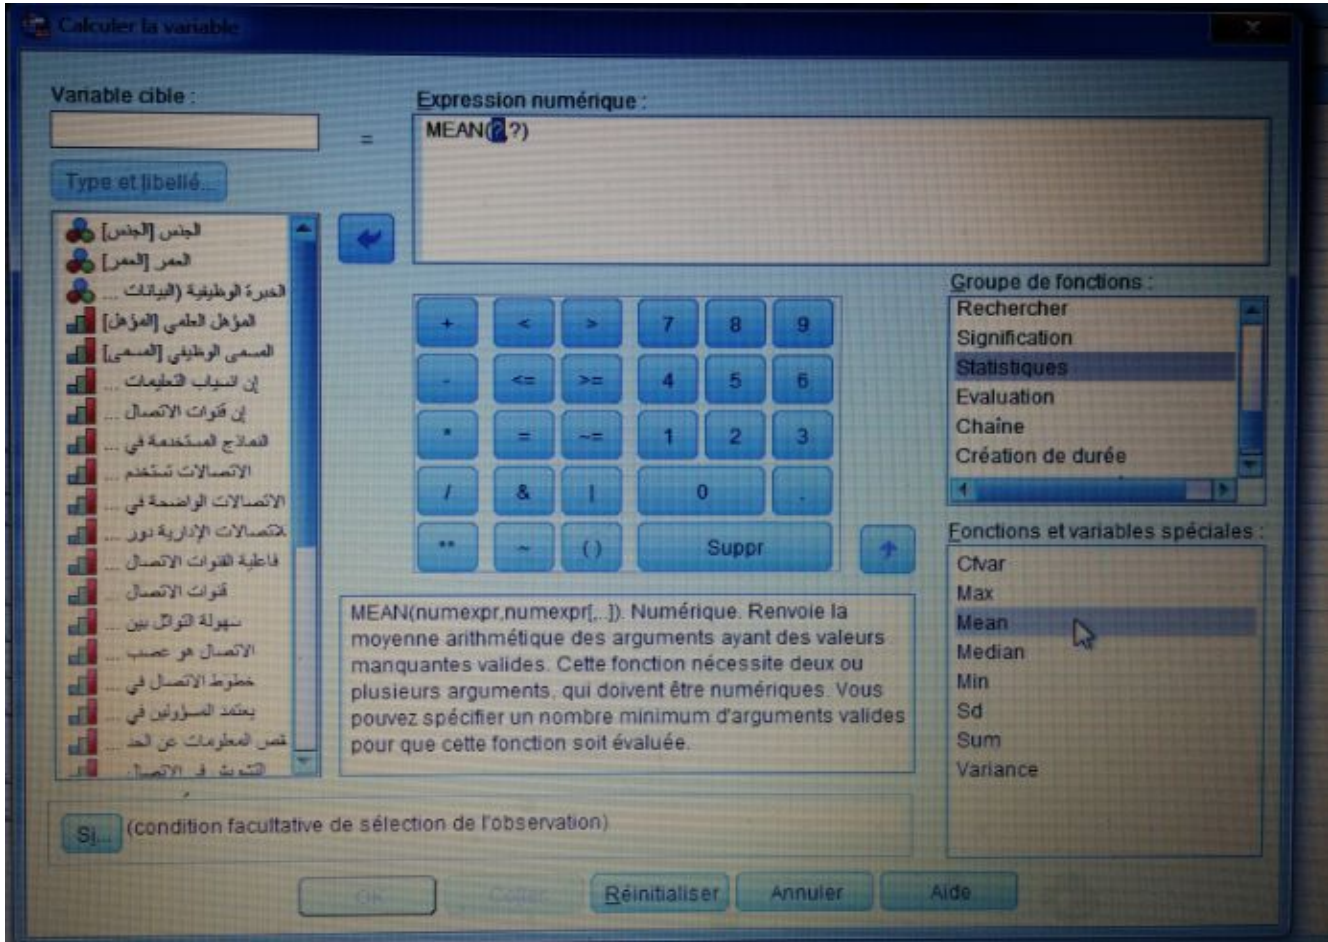 Calculer la variable
Variable cible :
=
Type et libellé...
Expression numérique :
MEAN(?,?)
الجنس [الجنس]
العمر [العمر]
الخبرة الوظيفية (البيانات ...
المؤهل العلمي [المؤهل]
المسمى الوظيفي [المسمى]
إن انسياب التعليمات ...
إن قنوات الاتصال ...
النماذج المستخدمة في ...
الاتصالات تستخدم ...
الاتصالات الواضحة في ...
لاتصالات الإدارية دور ...
فاعلية القنوات الاتصال ...
قنوات الاتصال ...
سهولة التواثل بين ...
الاتصال هو عصب ...
خطوط الاتصال في ...
يعتمد المسؤولين في ...
قص المعلومات عن الحد ...
في الاتصال
+ < > 7 8 9
- <= >= 4 5 6
* = ~= 1 2 3
/ & | 0 .
** ~ ( ) Suppr
Groupe de fonctions :
Rechercher
Signification
Statistiques
Evaluation
Chaîne
Création de durée
Fonctions et variables spéciales :
Cfvar
Max
Mean
Median
Min
Sd
Sum
Variance
MEAN(numexpr,numexpr[,..]). Numérique. Renvoie la
moyenne arithmétique des arguments ayant des valeurs
manquantes valides. Cette fonction nécessite deux ou
plusieurs arguments, qui doivent être numériques. Vous
pouvez spécifier un nombre minimum d'arguments valides
pour que cette fonction soit évaluée.
Si... (condition facultative de sélection de l'observation)
OK Coller Réinitialiser Annuler Aide